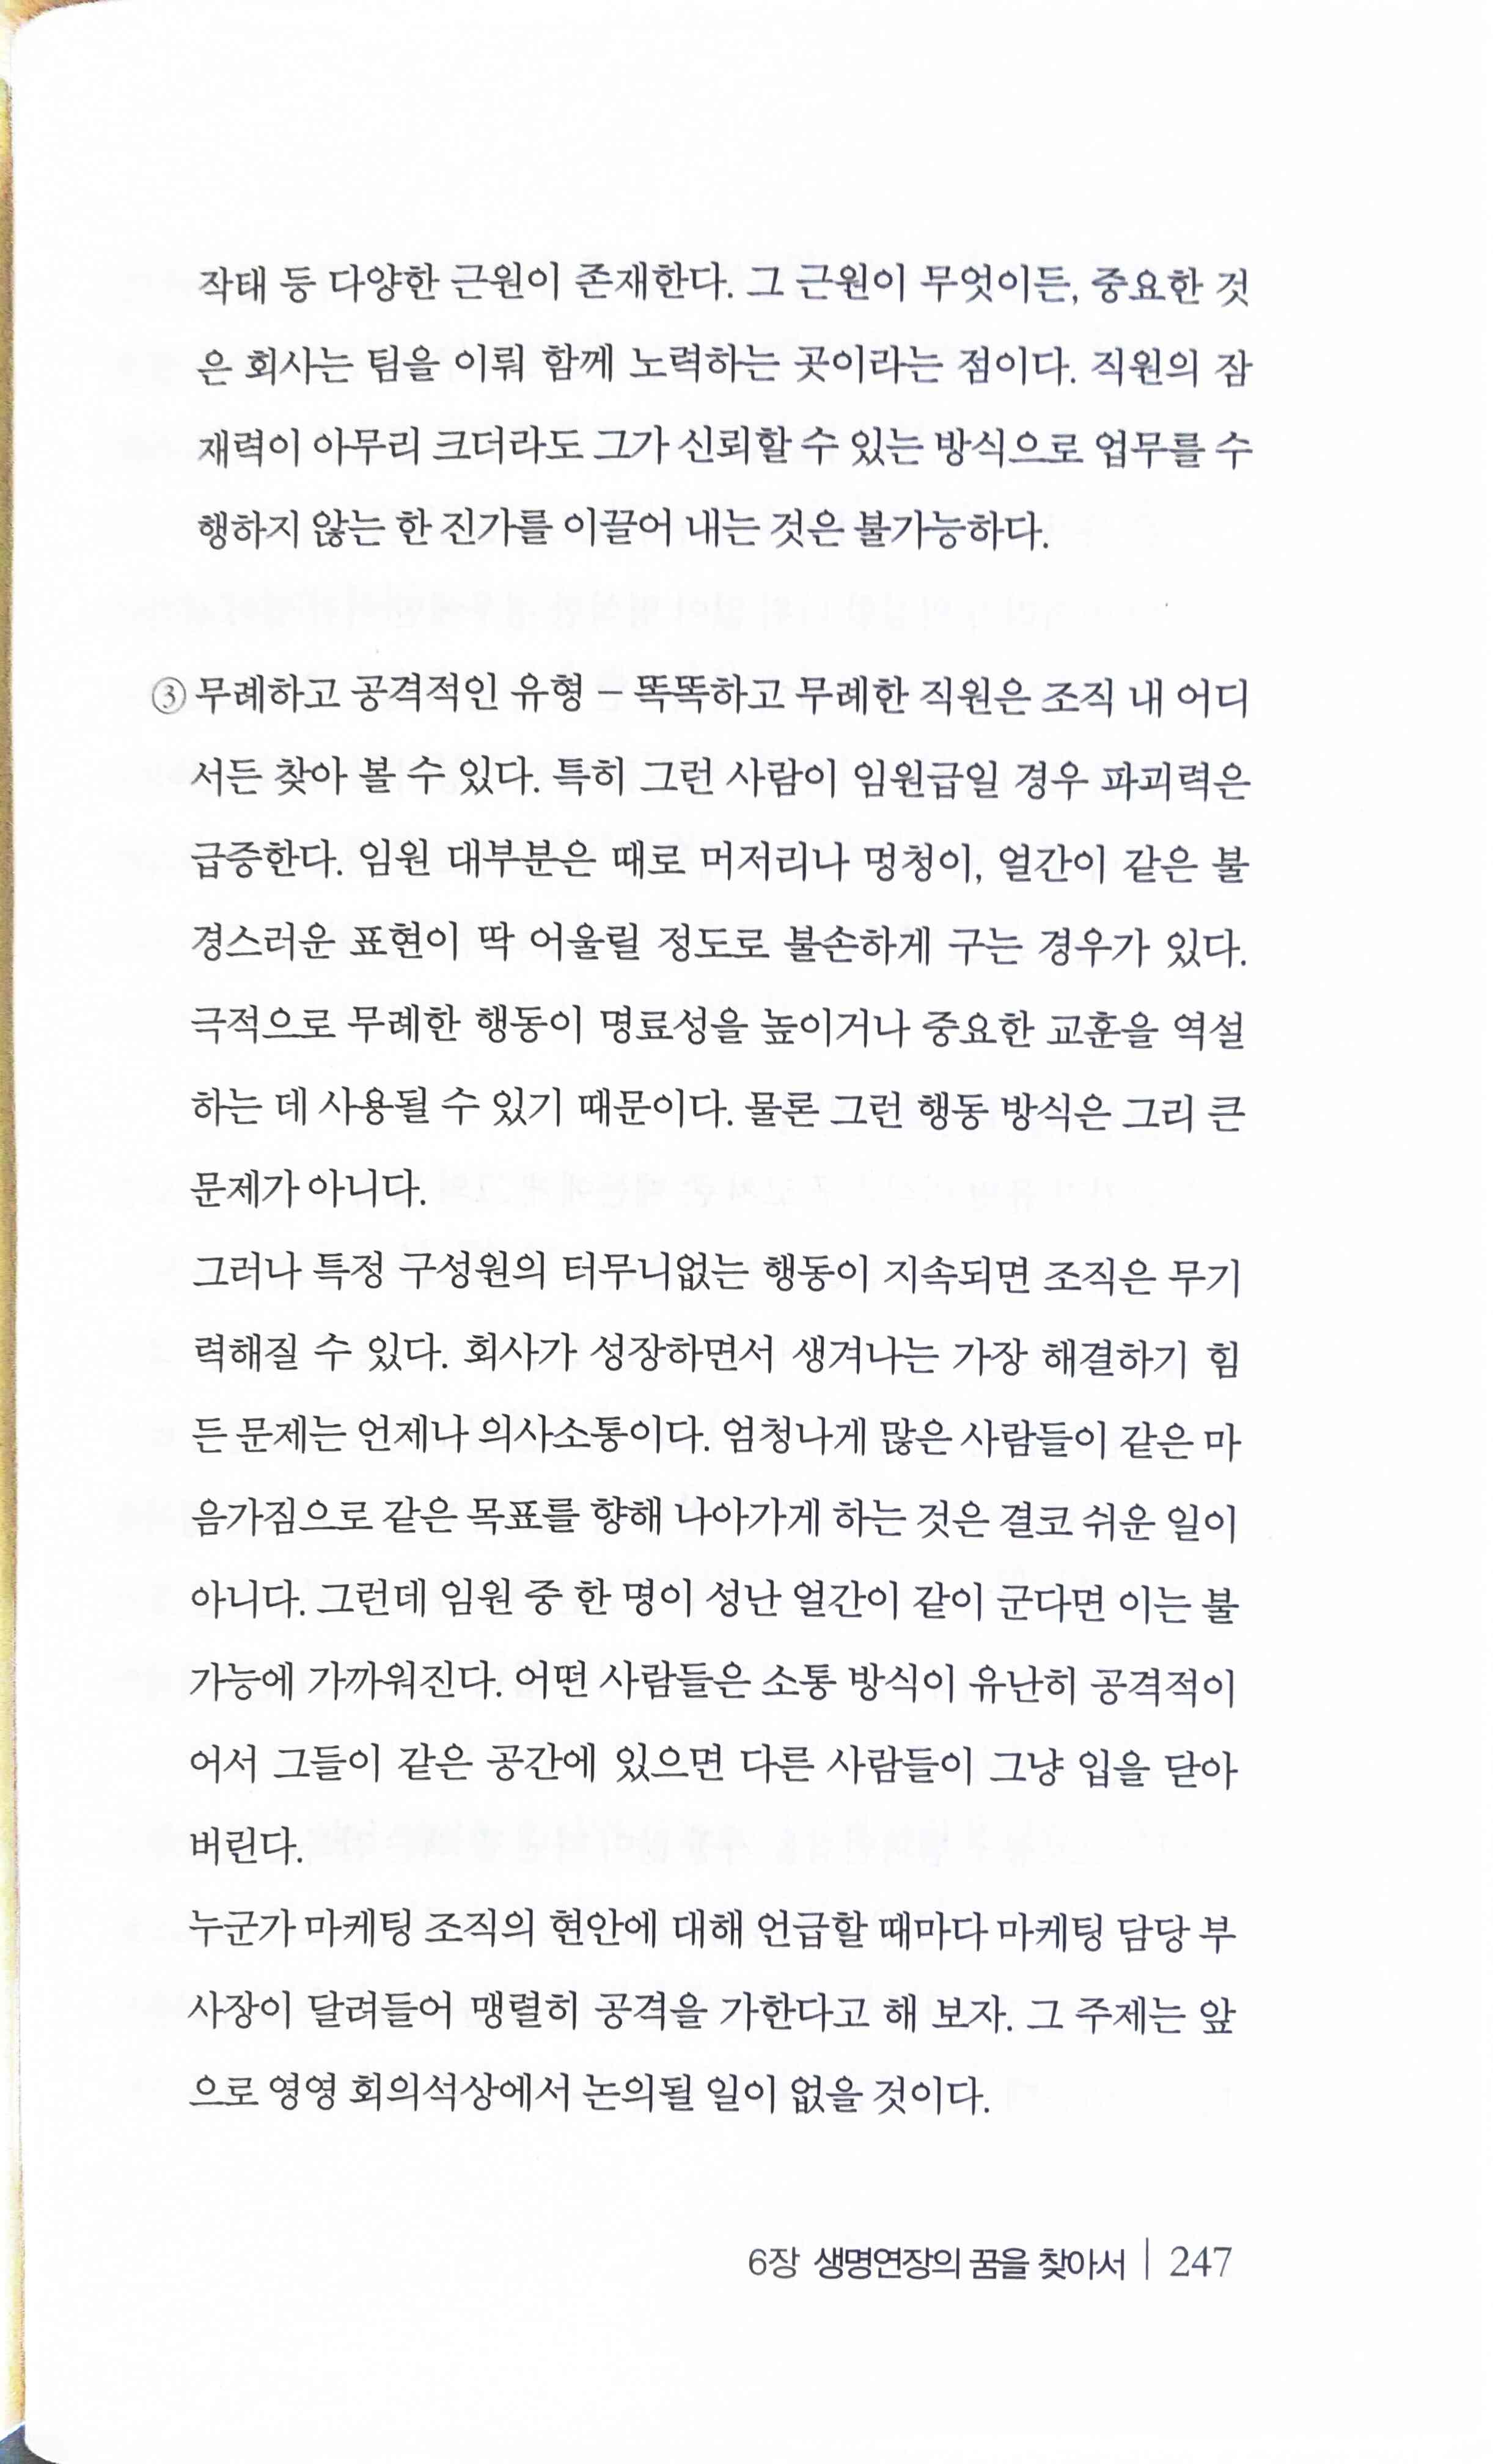 작태 등 다양한 근원이 존재한다. 그 근원이 무엇이든, 중요한 것
은 회사는 팀을 이뤄 함께 노력하는 곳이라는 점이다. 직원의 잠
재력이 아무리 크더라도 그가 신뢰할 수 있는 방식으로 업무를 수
행하지 않는 한 진가를 이끌어 내는 것은 불가능하다.
③ 무례하고 공격적인 유형 – 똑똑하고 무례한 직원은 조직 내 어디
서든 찾아 볼 수 있다. 특히 그런 사람이 임원급일 경우 파괴력은
급증한다. 임원 대부분은 때로 머저리나 멍청이, 얼간이 같은 불
경스러운 표현이 딱 어울릴 정도로 불손하게 구는 경우가 있다.
극적으로 무례한 행동이 명료성을 높이거나 중요한 교훈을 역설
하는 데 사용될 수 있기 때문이다. 물론 그런 행동 방식은 그리 큰
문제가 아니다.
그러나 특정 구성원의 터무니없는 행동이 지속되면 조직은 무기
력해질 수 있다. 회사가 성장하면서 생겨나는 가장 해결하기 힘
든 문제는 언제나 의사소통이다. 엄청나게 많은 사람들이 같은 마
음가짐으로 같은 목표를 향해 나아가게 하는 것은 결코 쉬운 일이
아니다. 그런데 임원 중 한 명이 성난 얼간이 같이 군다면 이는 불
가능에 가까워진다. 어떤 사람들은 소통 방식이 유난히 공격적이
어서 그들이 같은 공간에 있으면 다른 사람들이 그냥 입을 닫아
버린다.
누군가 마케팅 조직의 현안에 대해 언급할 때마다 마케팅 담당 부
사장이 달려들어 맹렬히 공격을 가한다고 해 보자. 그 주제는 앞
으로 영영 회의석상에서 논의될 일이 없을 것이다.
6장 생명연장의 꿈을 찾아서 | 247